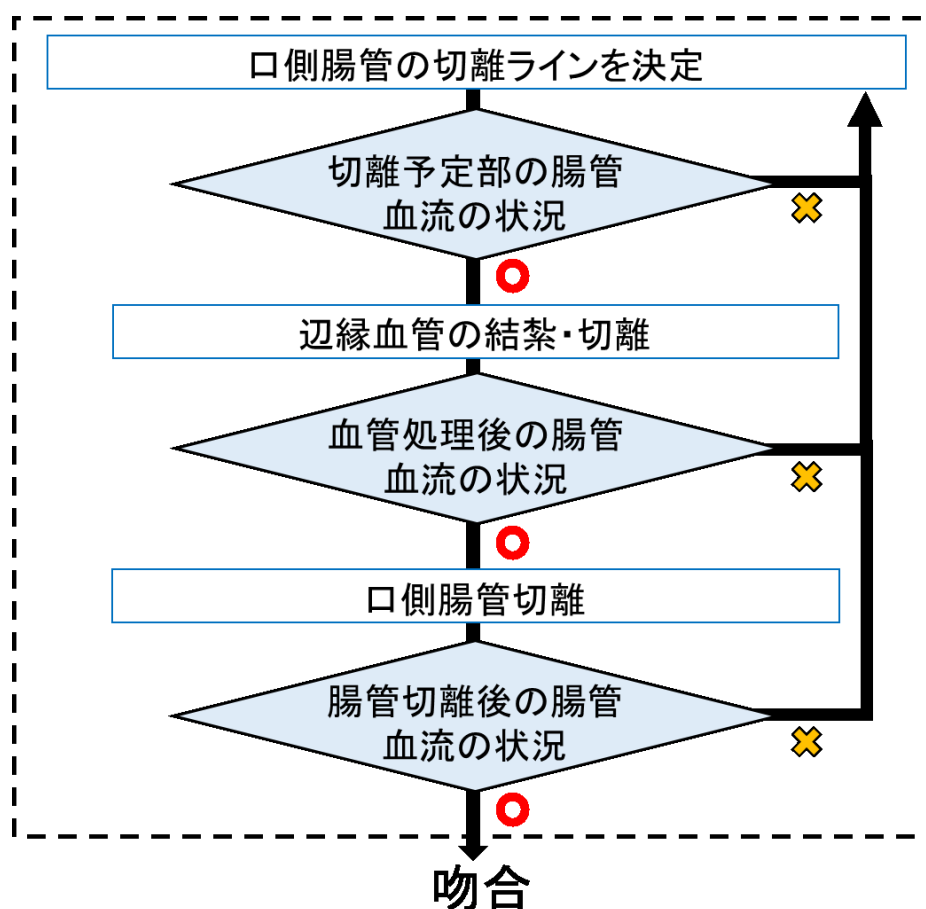 口側腸管の切離ラインを決定
切離予定部の腸管
血流の状況
辺縁血管の結紮・切離
血管処理後の腸管
血流の状況
口側腸管切離
腸管切離後の腸管
血流の状況
吻合